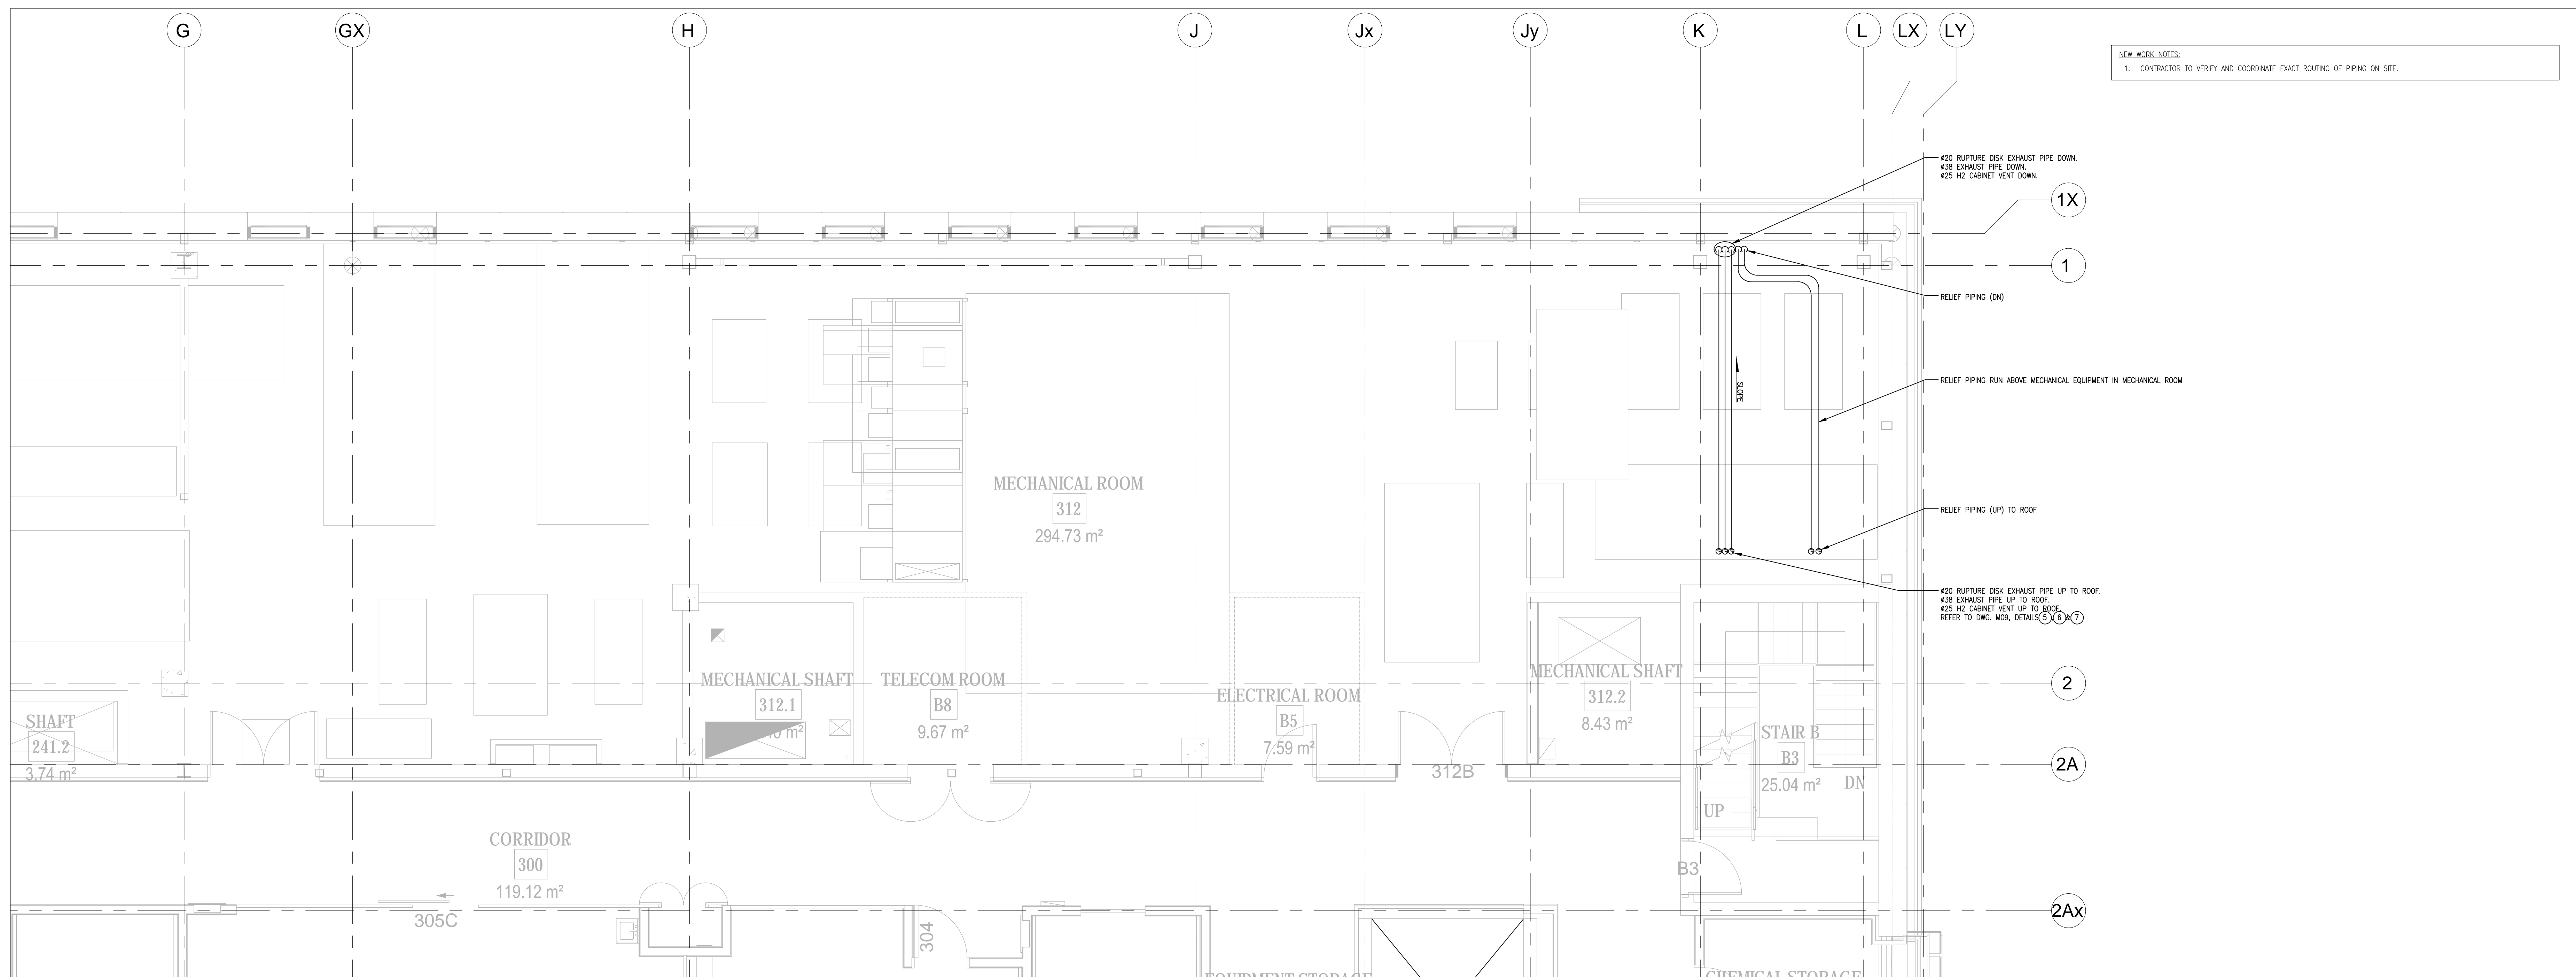 G
GX
H
J
Jx
Jy
K
L
LX
LY
NEW WORK NOTES:
1. CONTRACTOR TO VERIFY AND COORDINATE EXACT ROUTING OF PIPING ON SITE.
#20 RUPTURE DISK EXHAUST PIPE DOWN.
#38 EXHAUST PIPE DOWN.
#25 H2 CABINET VENT DOWN.
1X
1
RELIEF PIPING (DN)
RELIEF PIPING RUN ABOVE MECHANICAL EQUIPMENT IN MECHANICAL ROOM
SLOPE
MECHANICAL ROOM
312
294.73 m²
RELIEF PIPING (UP) TO ROOF
#20 RUPTURE DISK EXHAUST PIPE UP TO ROOF.
#38 EXHAUST PIPE UP TO ROOF.
#25 H2 CABINET VENT UP TO ROOF.
REFER TO DWG. M09, DETAILS 5, 6 & 7
MECHANICAL SHAFT
312.1
m²
TELECOM ROOM
B8
9.67 m²
ELECTRICAL ROOM
B5
7.59 m²
MECHANICAL SHAFT
312.2
8.43 m²
2
SHAFT
241.2
3.74 m²
STAIR B
B3
25.04 m²
DN
UP
312B
2A
CORRIDOR
300
119.12 m²
305C
304
B3
2Ax
EQUIPMENT STORAGE
CHEMICAL STORAGE